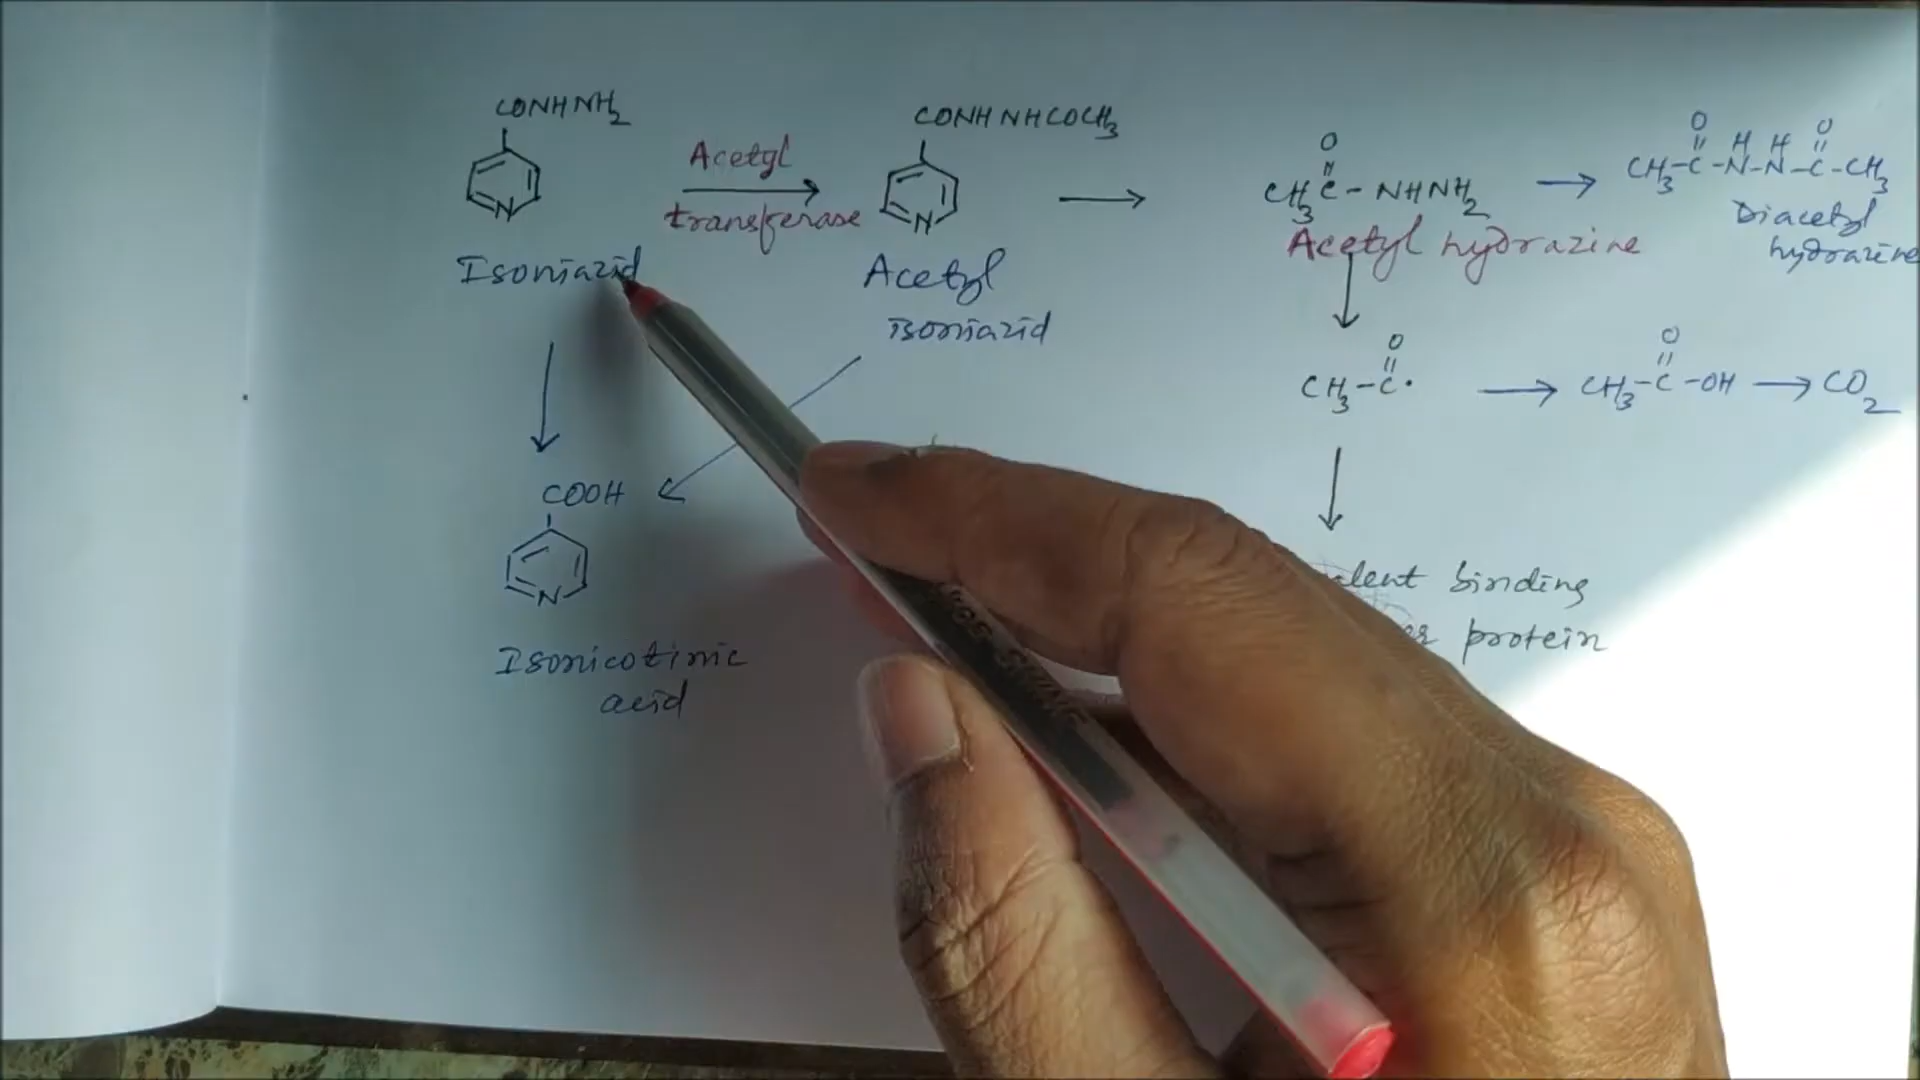 CONHNH2
N
Isoniazid
Acetyl
transferase
CONHNHCOCH3
N
Acetyl
isoniazid
O
CH3C-NHNH2
Acetyl hydrazine
O H H O
CH3-C-N-N-C-CH3
Diacetyl
hydrazine
O
CH3-C·
O
CH3-C-OH
CO2
COOH
N
Isonicotinic
acid
binding
protein